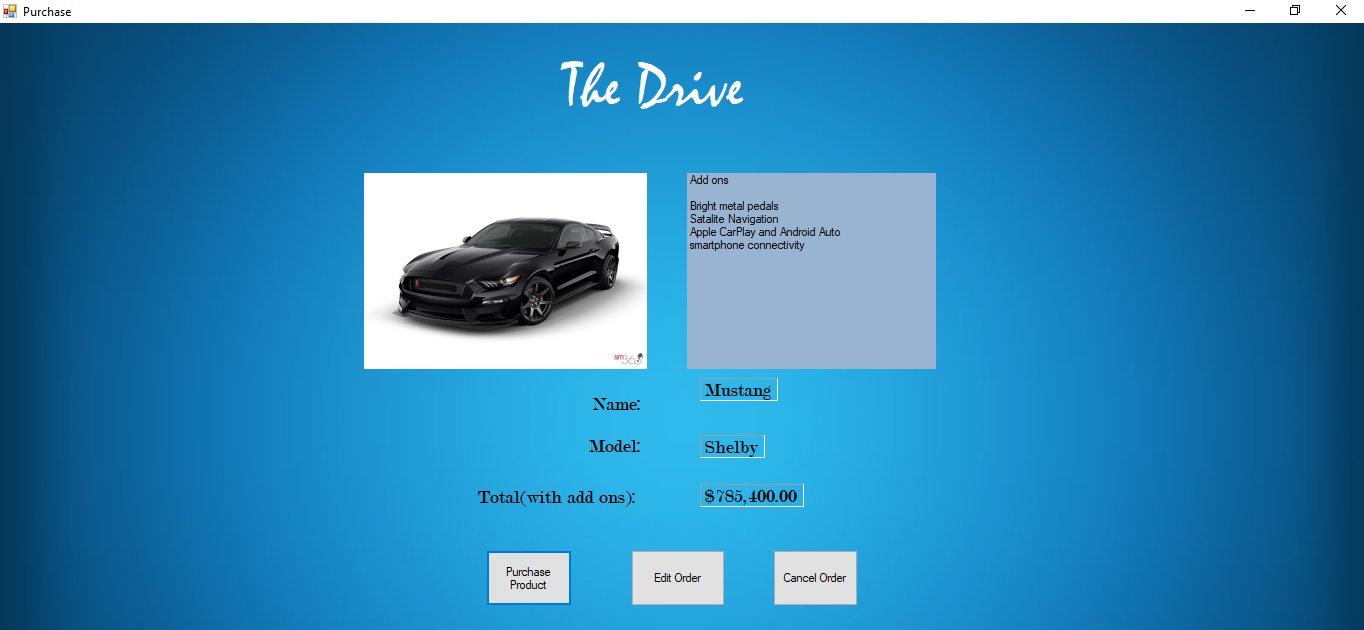 Purchase
The Drive
Add ons
Bright metal pedals
Satalite Navigation
Apple CarPlay and Android Auto
smartphone connectivity
sm360
Name:
Mustang
Model:
Shelby
Total(with add ons):
$785,400.00
Purchase
Product
Edit Order
Cancel Order